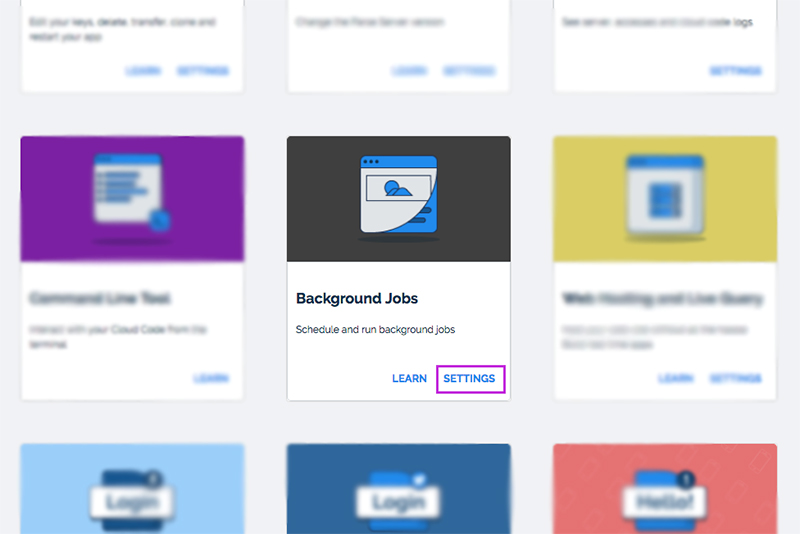 Edit your keys, delete, transfer, clone and
restart your app
Change the Parse Server version
See server, accesses and cloud code logs
LEARN SETTINGS
LEARN SETTINGS
SETTINGS
Command Line Tool
Background Jobs
Web Hosting and Live Query
Interact with your Cloud Code from the
terminal
Schedule and run background jobs
LEARN
LEARN SETTINGS
LEARN SETTINGS
Login
Login
Hello!